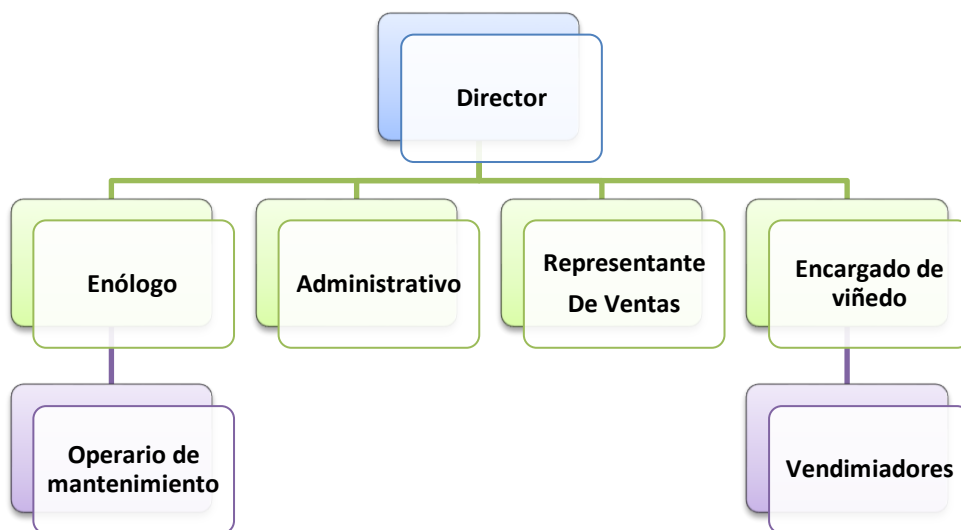 Director
Enólogo
Administrativo
Representante
De Ventas
Encargado de
viñedo
Operario de
mantenimiento
Vendimiadores